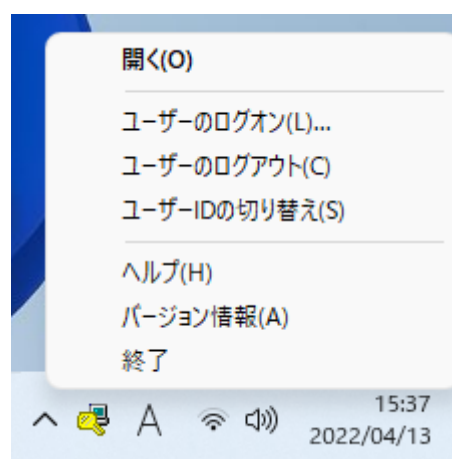 開く(O)
ユーザーのログオン(L)...
ユーザーのログアウト(C)
ユーザーIDの切り替え(S)
ヘルプ(H)
バージョン情報(A)
終了
A
15:37
2022/04/13